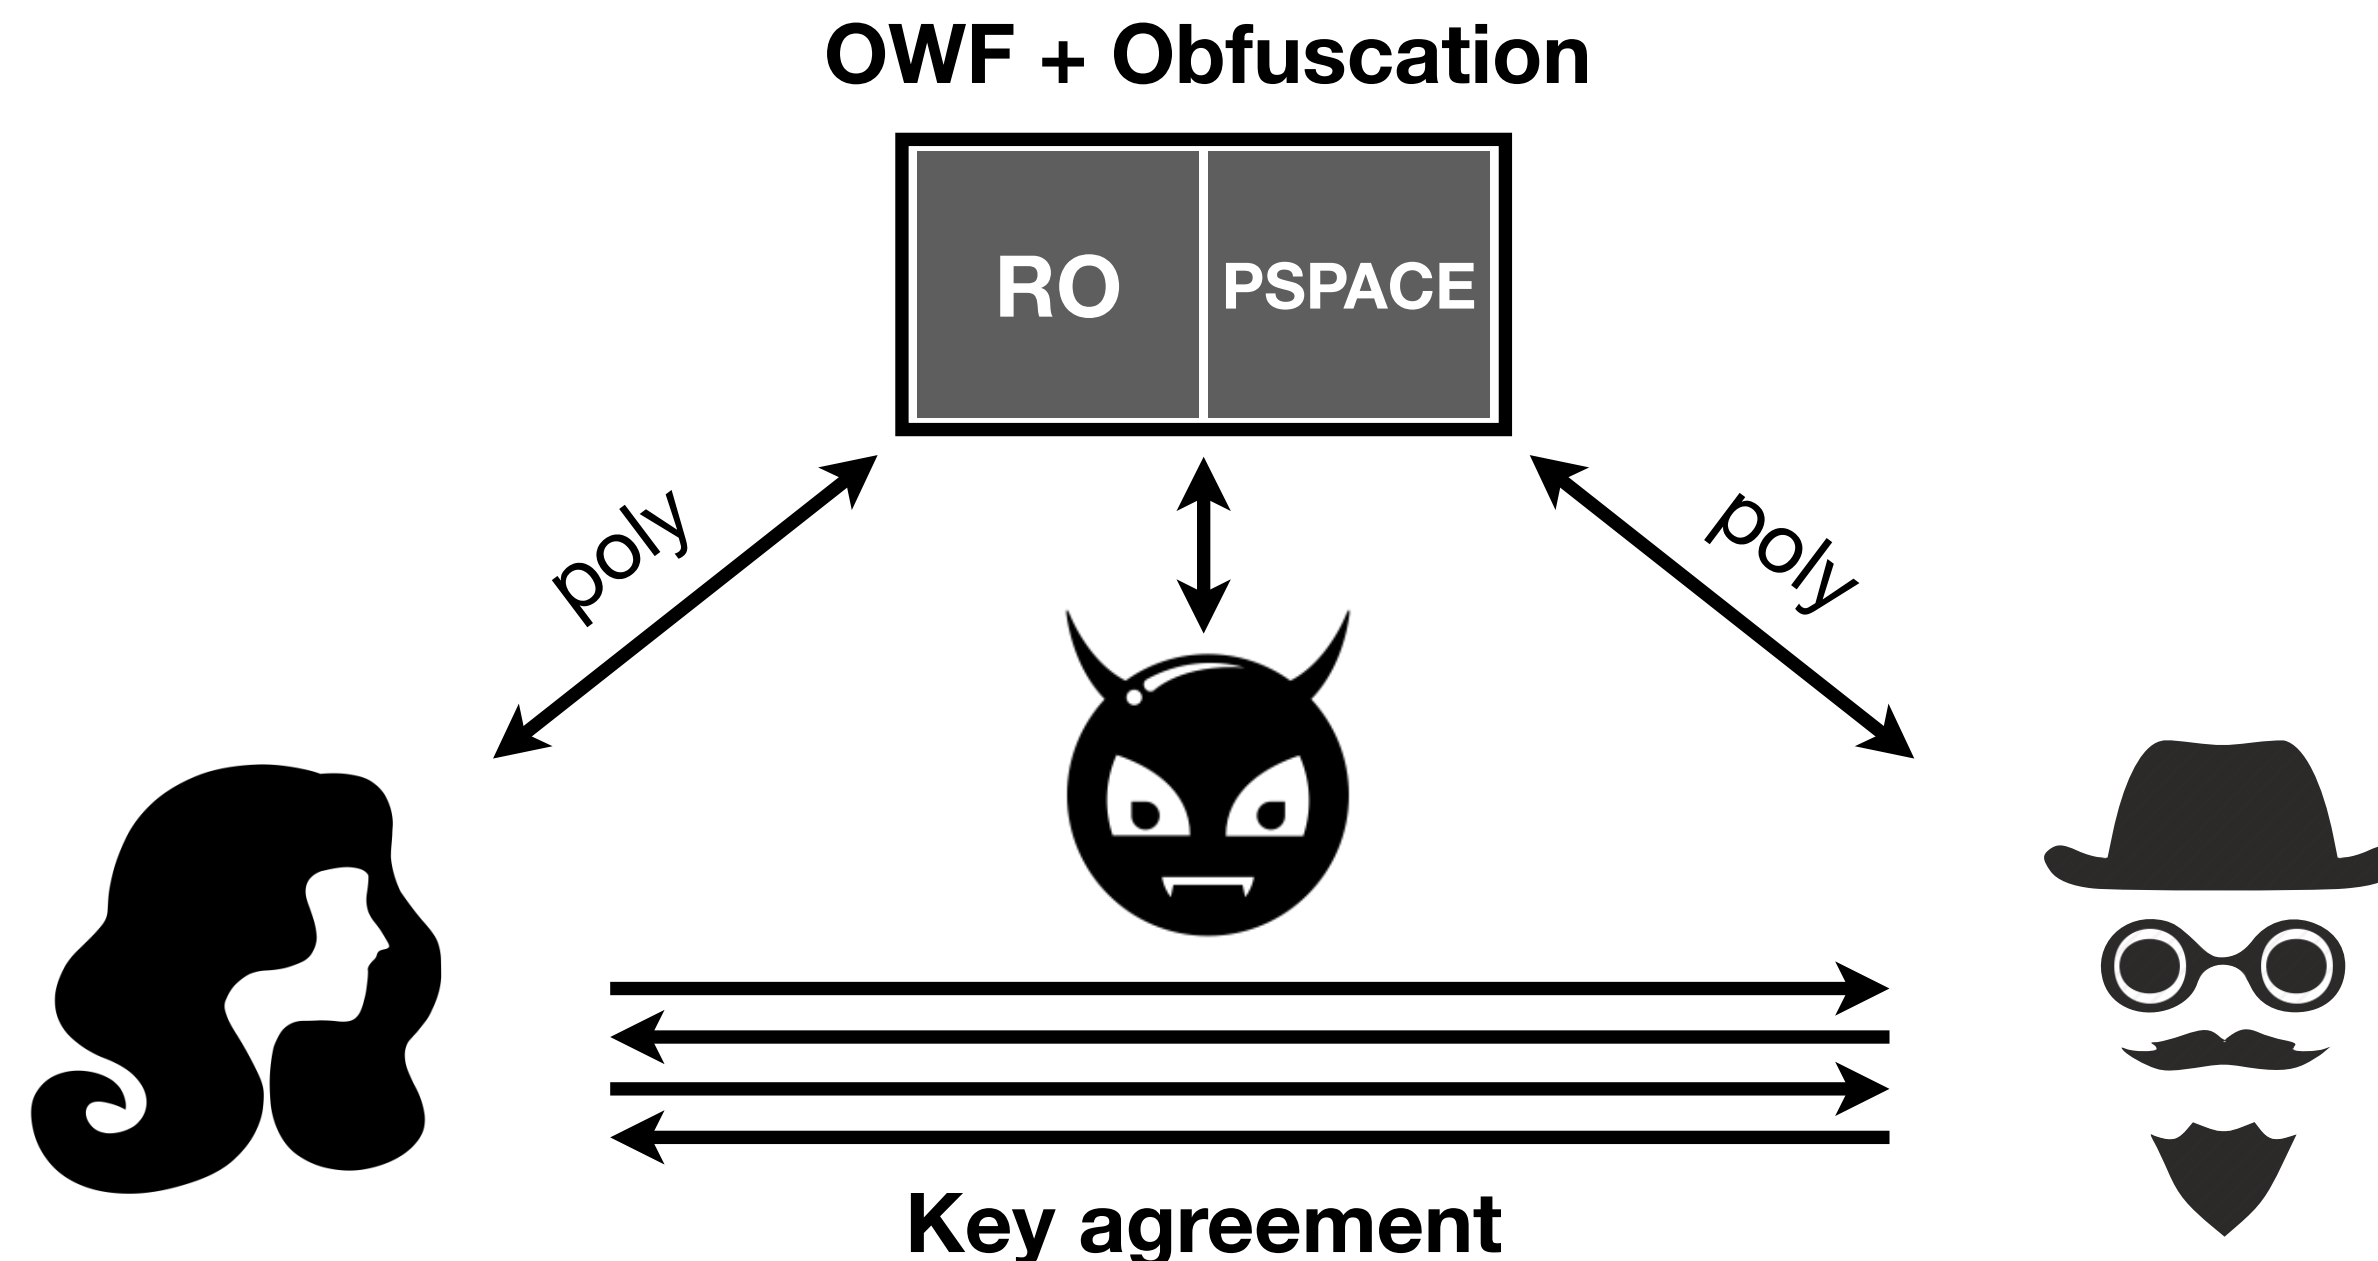 OWF + Obfuscation
RO
PSPACE
poly
poly
Key agreement